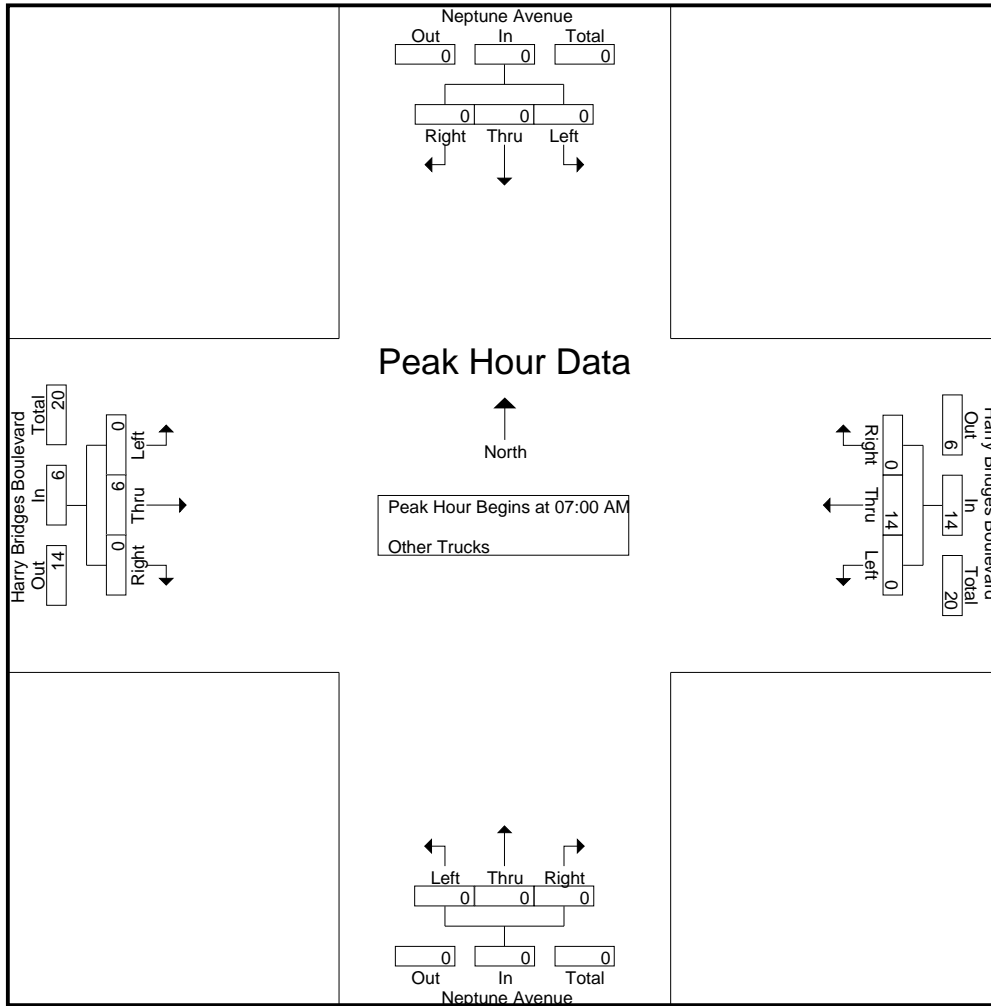 Neptune Avenue
Out In Total
0 0 0
0 0 0
Right Thru Left
Peak Hour Data
North
Peak Hour Begins at 07:00 AM
Other Trucks
Harry Bridges Boulevard
Total In Out
20 6 14
0 6 0
Left Thru Right
Harry Bridges Boulevard
Out In Total
6 14 20
0 14 0
Right Thru Left
Left Thru Right
0 0 0
0 0 0
Out In Total
Neptune Avenue